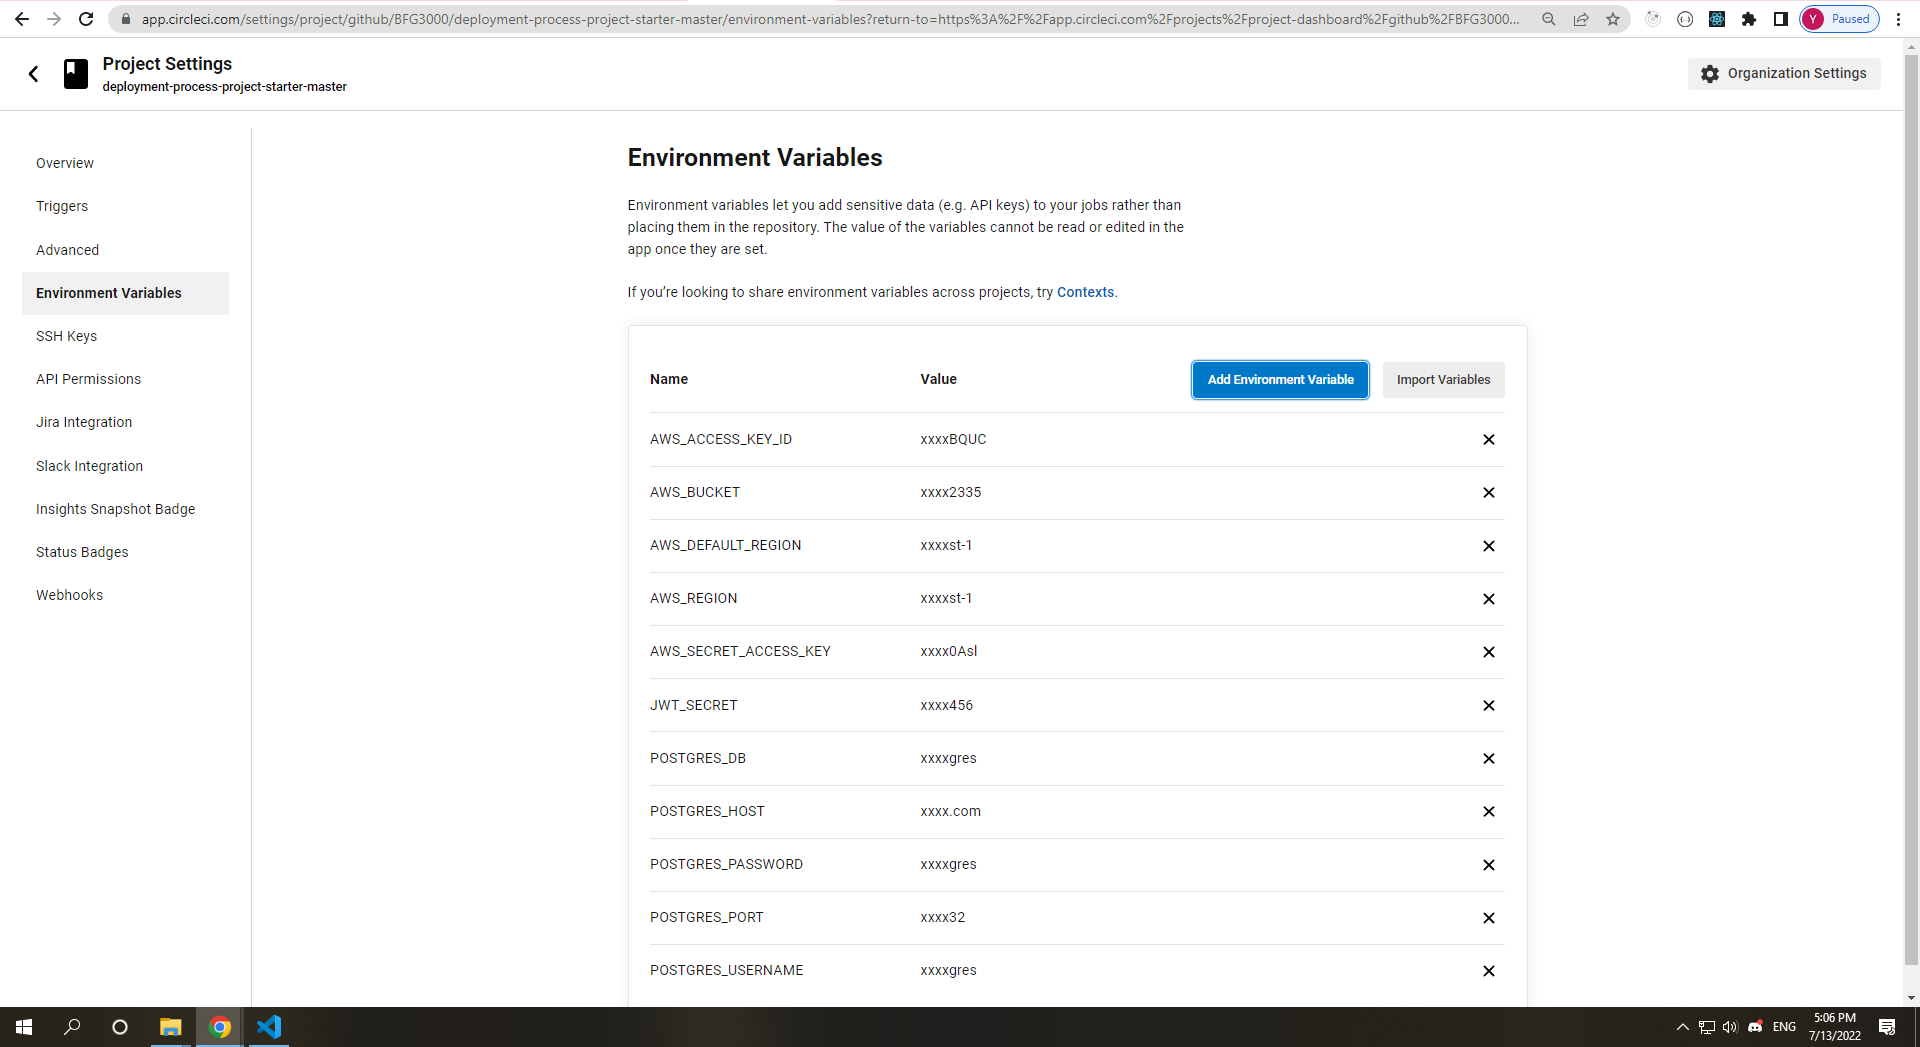 app.circleci.com/settings/project/github/BFG3000/deployment-process-project-starter-master/environment-variables?return-to=https%3A%2F%2Fapp.circleci.com%2Fprojects%2Fproject-dashboard%2Fgithub%2FBFG3000...
Y Paused
Project Settings
deployment-process-project-starter-master
Organization Settings
Overview
Triggers
Advanced
Environment Variables
SSH Keys
API Permissions
Jira Integration
Slack Integration
Insights Snapshot Badge
Status Badges
Webhooks
Environment Variables
Environment variables let you add sensitive data (e.g. API keys) to your jobs rather than
placing them in the repository. The value of the variables cannot be read or edited in the
app once they are set.
If you’re looking to share environment variables across projects, try Contexts.
Name Value Add Environment Variable Import Variables
AWS_ACCESS_KEY_ID xxxxBQUC
AWS_BUCKET xxxx2335
AWS_DEFAULT_REGION xxxxst-1
AWS_REGION xxxxst-1
AWS_SECRET_ACCESS_KEY xxxx0Asl
JWT_SECRET xxxx456
POSTGRES_DB xxxxgres
POSTGRES_HOST xxxx.com
POSTGRES_PASSWORD xxxxgres
POSTGRES_PORT xxxx32
POSTGRES_USERNAME xxxxgres
ENG
5:06 PM
7/13/2022